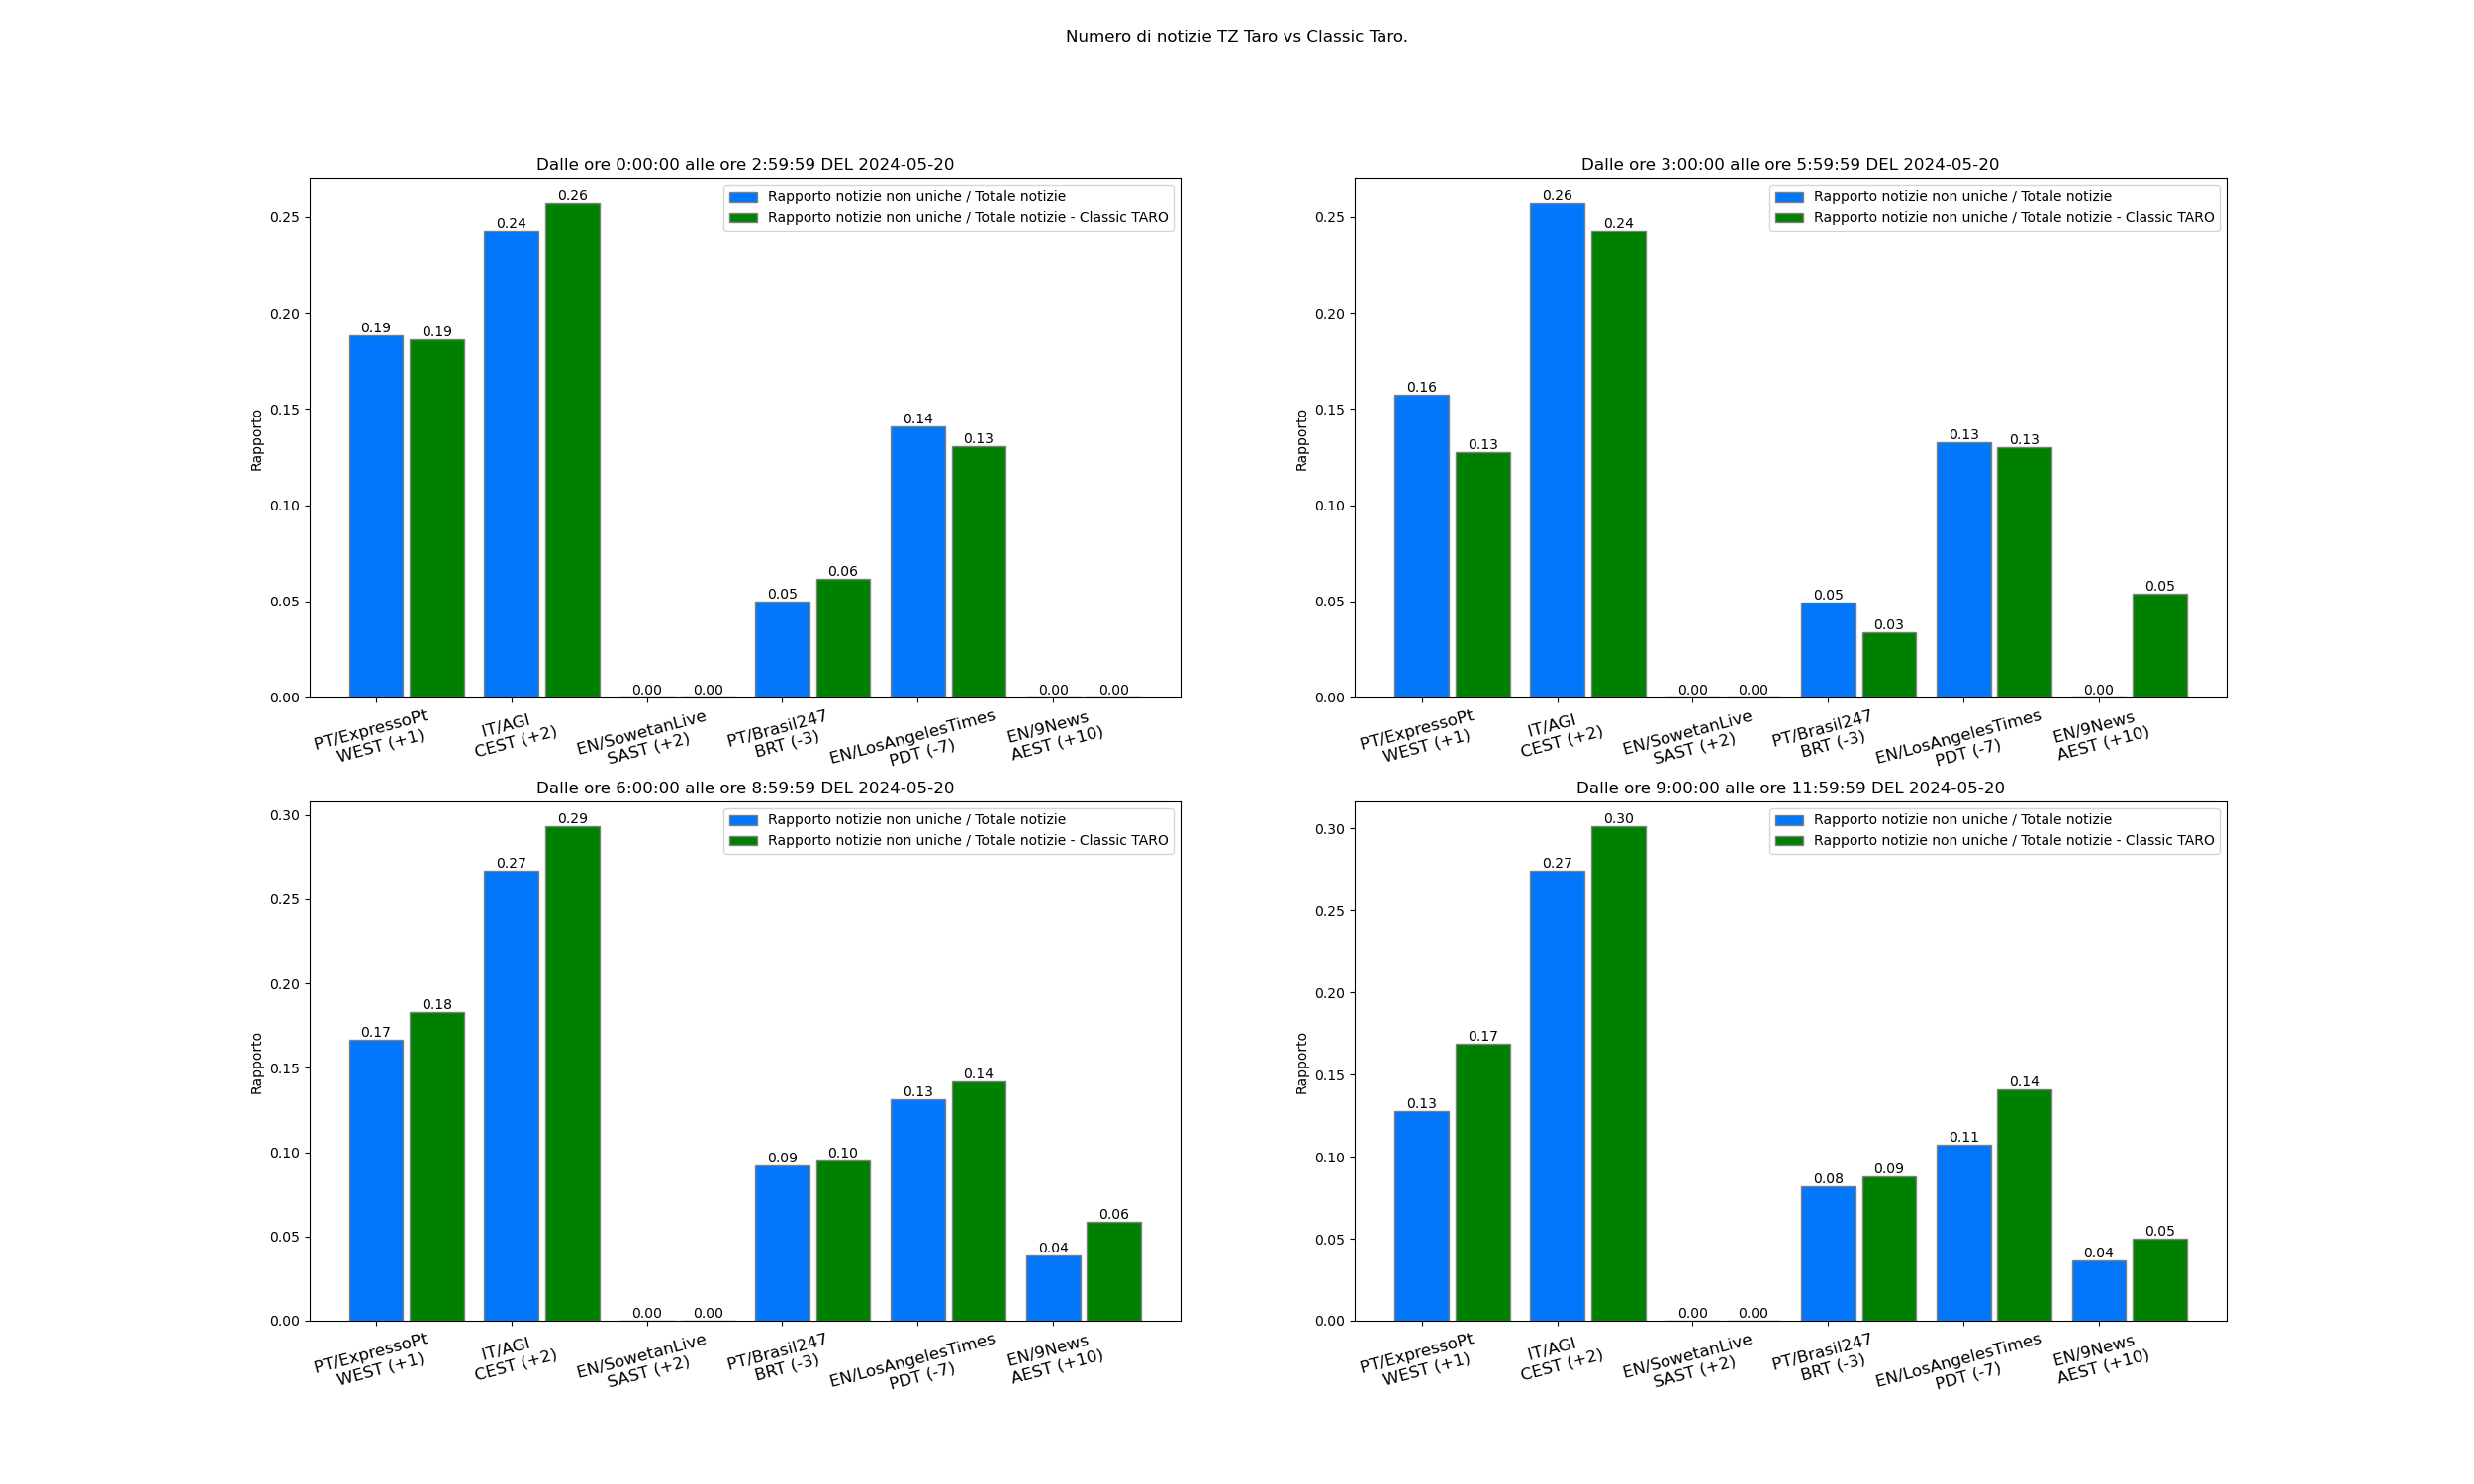 Numero di notizie TZ Taro vs Classic Taro.
Dalle ore 0:00:00 alle ore 2:59:59 DEL 2024-05-20
Rapporto notizie non uniche / Totale notizie
Rapporto notizie non uniche / Totale notizie - Classic TARO
Rapporto
0.25
0.20
0.15
0.10
0.05
0.00
0.19
0.19
0.24
0.26
0.00
0.00
0.05
0.06
0.14
0.13
0.00
0.00
PT/ExpressoPt
WEST (+1)
IT/AGI
CEST (+2)
EN/SowetanLive
SAST (+2)
PT/Brasil247
BRT (-3)
EN/LosAngelesTimes
PDT (-7)
EN/9News
AEST (+10)
Dalle ore 3:00:00 alle ore 5:59:59 DEL 2024-05-20
Rapporto notizie non uniche / Totale notizie
Rapporto notizie non uniche / Totale notizie - Classic TARO
Rapporto
0.25
0.20
0.15
0.10
0.05
0.00
0.16
0.13
0.26
0.24
0.00
0.00
0.05
0.03
0.13
0.13
0.00
0.05
PT/ExpressoPt
WEST (+1)
IT/AGI
CEST (+2)
EN/SowetanLive
SAST (+2)
PT/Brasil247
BRT (-3)
EN/LosAngelesTimes
PDT (-7)
EN/9News
AEST (+10)
Dalle ore 6:00:00 alle ore 8:59:59 DEL 2024-05-20
Rapporto notizie non uniche / Totale notizie
Rapporto notizie non uniche / Totale notizie - Classic TARO
Rapporto
0.30
0.25
0.20
0.15
0.10
0.05
0.00
0.17
0.18
0.27
0.29
0.00
0.00
0.09
0.10
0.13
0.14
0.04
0.06
PT/ExpressoPt
WEST (+1)
IT/AGI
CEST (+2)
EN/SowetanLive
SAST (+2)
PT/Brasil247
BRT (-3)
EN/LosAngelesTimes
PDT (-7)
EN/9News
AEST (+10)
Dalle ore 9:00:00 alle ore 11:59:59 DEL 2024-05-20
Rapporto notizie non uniche / Totale notizie
Rapporto notizie non uniche / Totale notizie - Classic TARO
Rapporto
0.30
0.25
0.20
0.15
0.10
0.05
0.00
0.13
0.17
0.27
0.30
0.00
0.00
0.08
0.09
0.11
0.14
0.04
0.05
PT/ExpressoPt
WEST (+1)
IT/AGI
CEST (+2)
EN/SowetanLive
SAST (+2)
PT/Brasil247
BRT (-3)
EN/LosAngelesTimes
PDT (-7)
EN/9News
AEST (+10)